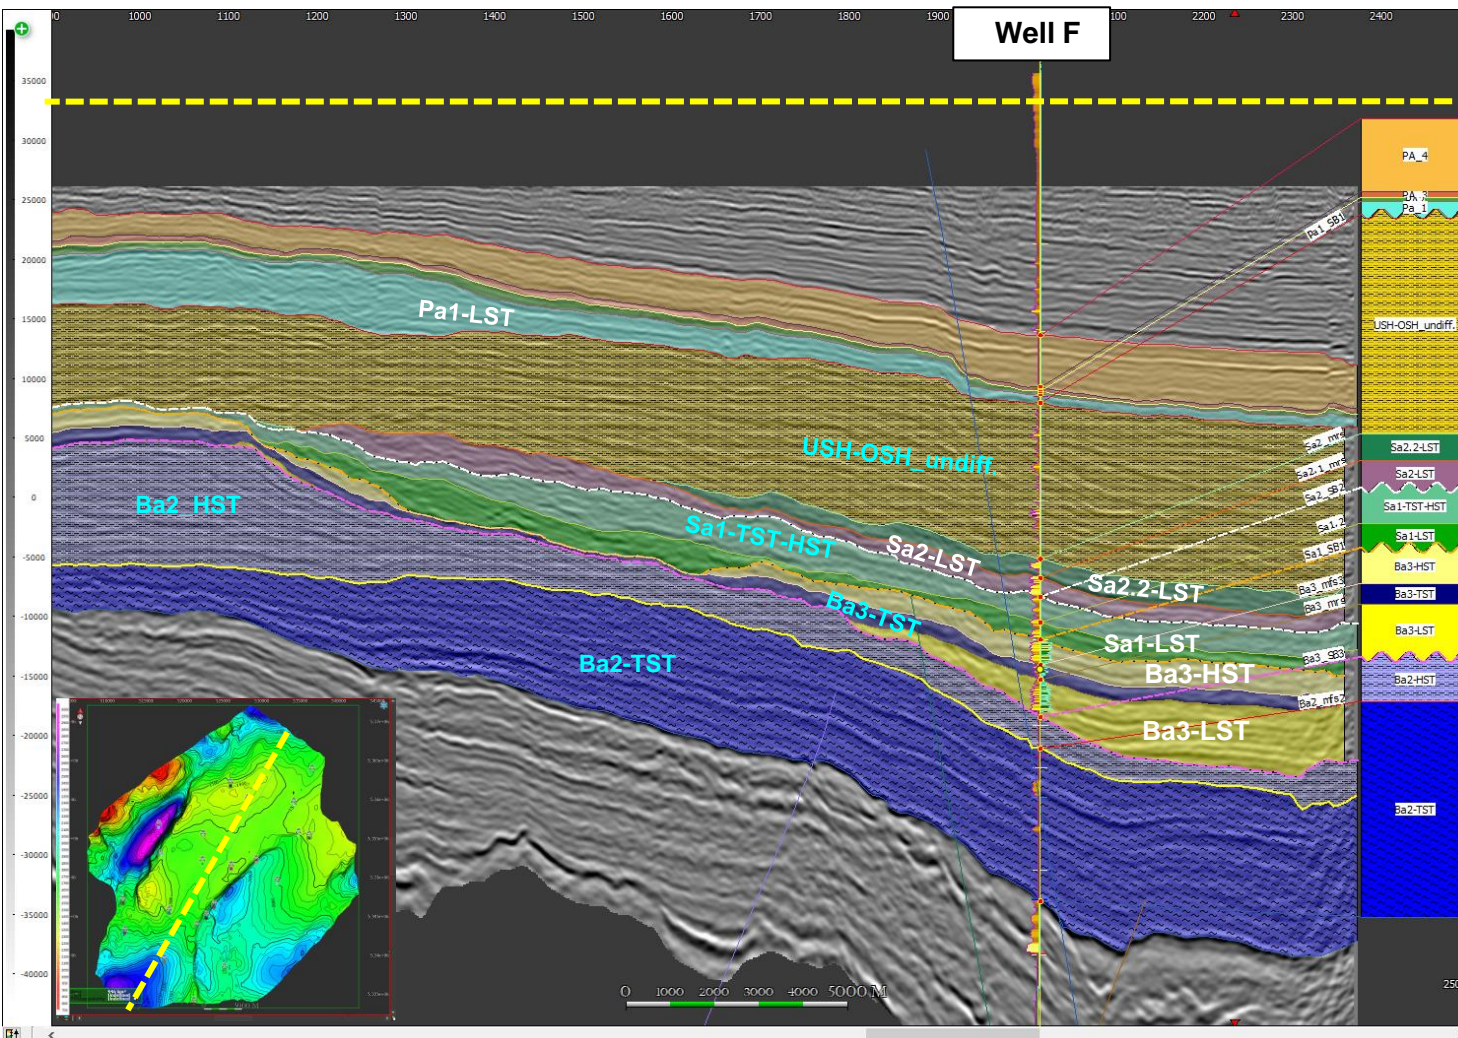 1000 1100 1200 1300 1400 1500 1600 1700 1800 1900 2200 2300 2400
Well F
35000
30000
25000
20000
15000
10000
5000
0
-5000
-10000
-15000
-20000
-25000
-30000
-35000
-40000
Pa1-LST
USH-OSH_undiff.
Ba2_HST
Sa1-TST-HST
Sa2-LST
Sa2.2-LST
Ba3-TST
Sa1-LST
Ba2-TST
Ba3-HST
Ba3-LST
Pa1_SB1
Sa2_mrs
Sa2.1_mrs
Sa2_SB2
Sa1.2
Sa1_SB1
Ba3_mfs3
Ba3_mrs
Ba3_SB3
Ba2_mfs2
PA_4
Pa_1
USH-OSH_undiff.
Sa2.2-LST
Sa2-LST
Sa1-TST-HST
Sa1-LST
Ba3-HST
Ba3-TST
Ba3-LST
Ba2-HST
Ba2-TST
0 1000 2000 3000 4000 5000 M